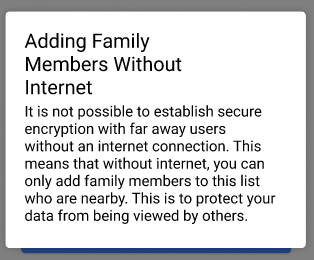 Adding Family
Members Without
Internet
It is not possible to establish secure
encryption with far away users
without an internet connection. This
means that without internet, you can
only add family members to this list
who are nearby. This is to protect your
data from being viewed by others.